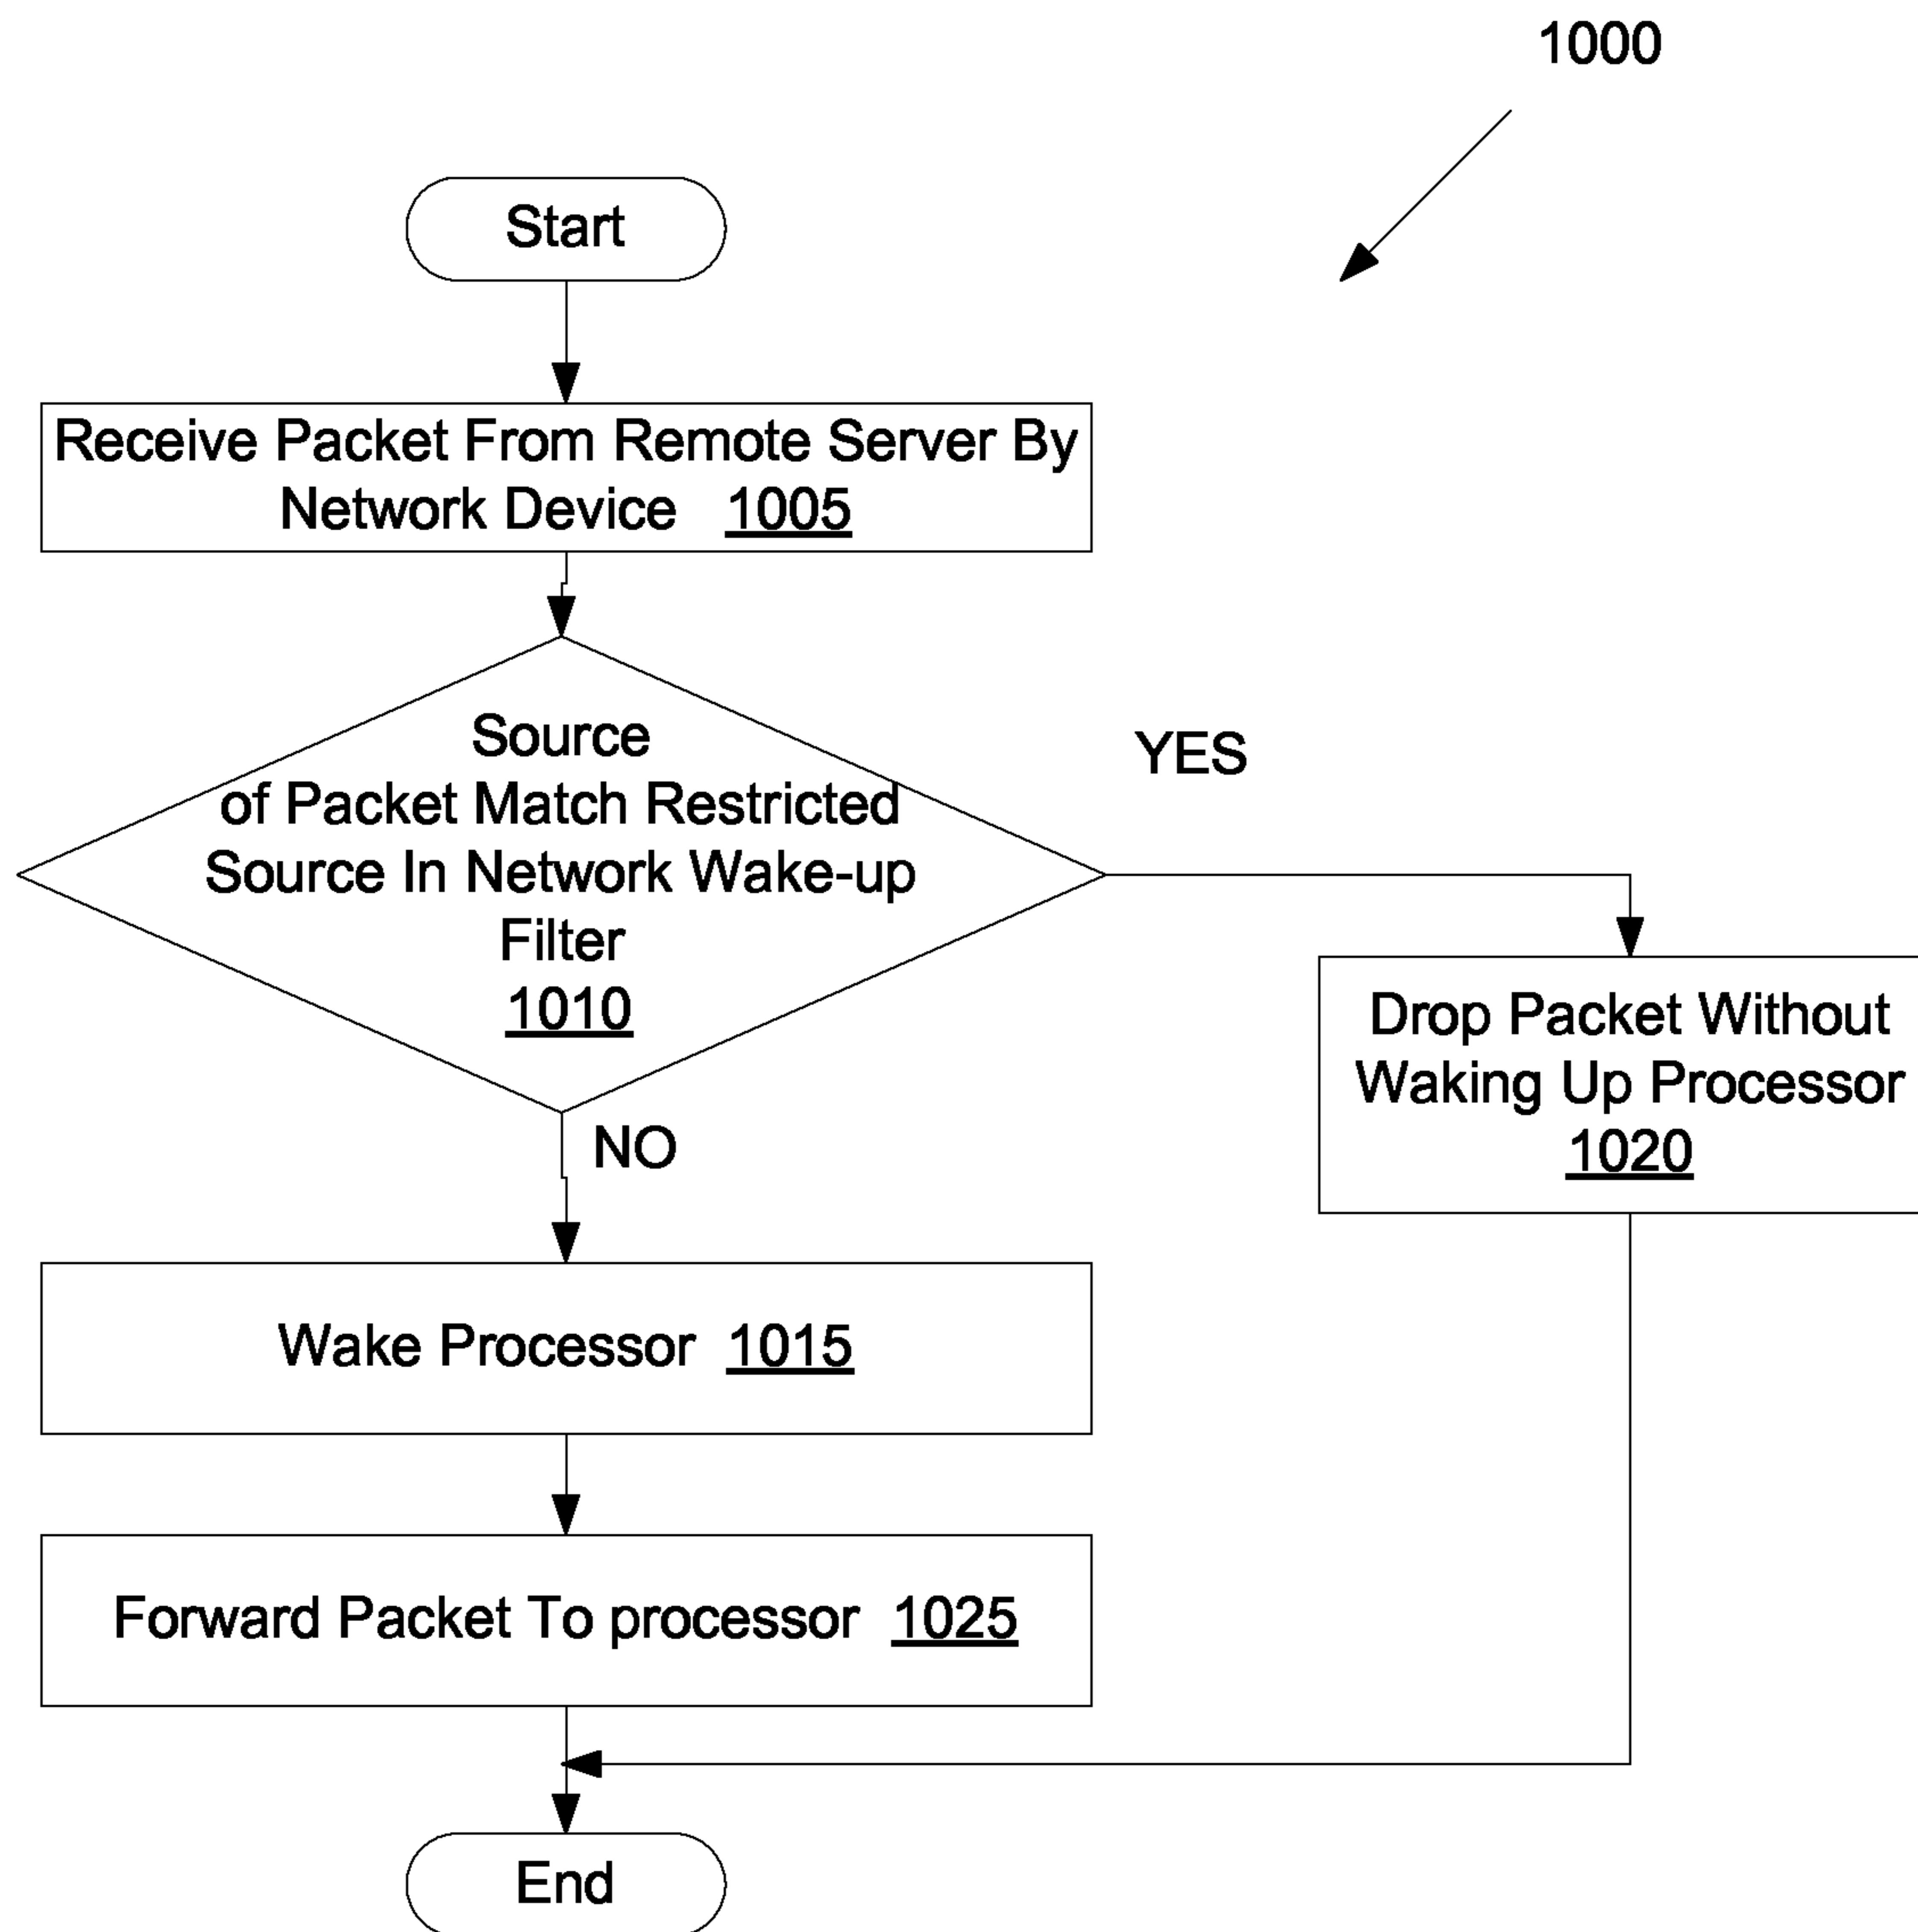 1000
Start
Receive Packet From Remote Server By
Network Device 1005
Source
of Packet Match Restricted
Source In Network Wake-up
Filter
1010
YES
Drop Packet Without
Waking Up Processor
1020
NO
Wake Processor 1015
Forward Packet To processor 1025
End